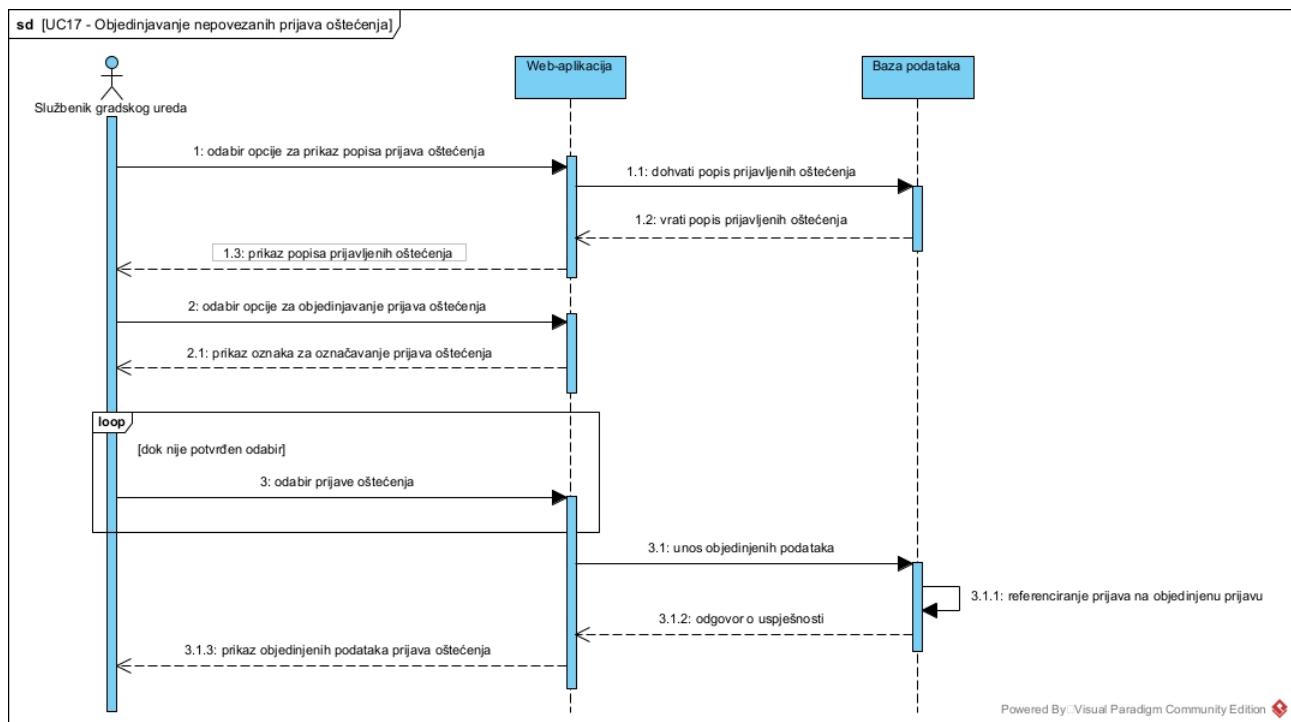 sd [UC17 - Objedinjavanje nepovezanih prijava oštećenja]
Službenik gradskog ureda
Web-aplikacija
Baza podataka
1: odabir opcije za prikaz popisa prijava oštećenja
1.1: dohvati popis prijavljenih oštećenja
1.2: vrati popis prijavljenih oštećenja
1.3: prikaz popisa prijavljenih oštećenja
2: odabir opcije za objedinjavanje prijava oštećenja
2.1: prikaz oznaka za označavanje prijava oštećenja
loop
[dok nije potvrđen odabir]
3: odabir prijave oštećenja
3.1: unos objedinjenih podataka
3.1.1: referenciranje prijava na objedinjenu prijavu
3.1.2: odgovor o uspješnosti
3.1.3: prikaz objedinjenih podataka prijava oštećenja
Powered By Visual Paradigm Community Edition